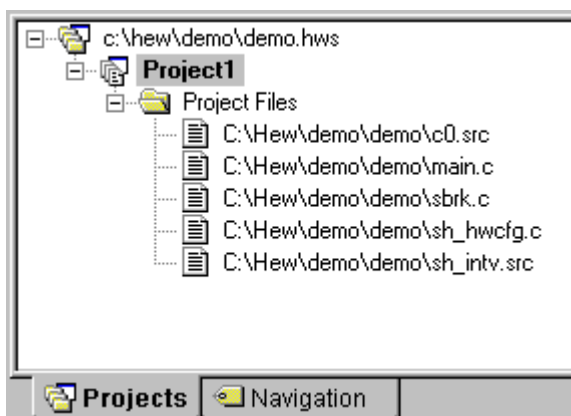 c:\hew\demo\demo.hws
Project1
Project Files
C:\Hew\demo\demo\c0.src
C:\Hew\demo\demo\main.c
C:\Hew\demo\demo\sbrk.c
C:\Hew\demo\demo\sh_hwcfg.c
C:\Hew\demo\demo\sh_intv.src
Projects Navigation